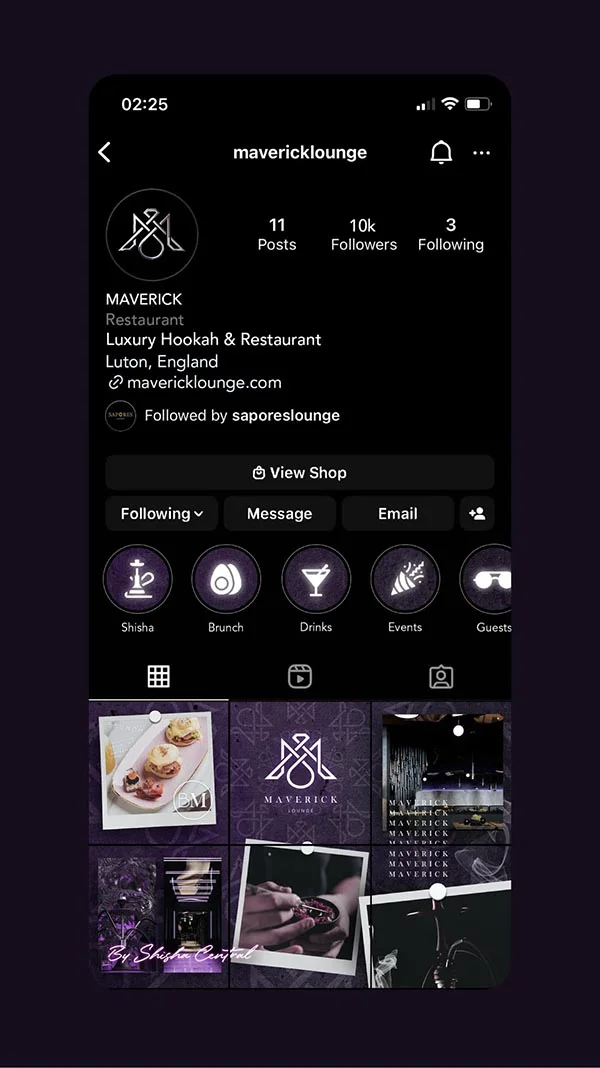 02:25
mavericklounge
11 10k 3
Posts Followers Following
MAVERICK
Restaurant
Luxury Hookah & Restaurant
Luton, England
mavericklounge.com
SAPORES
Followed by saporeslounge
View Shop
Following Message Email
Shisha Brunch Drinks Events Guests
BM
MAVERICK
LOUNGE
MAVERICK
MAVERICK
MAVERICK
MAVERICK
MAVERICK
MAVERICK
MAVERICK
MAVERICK
By Shisha Central